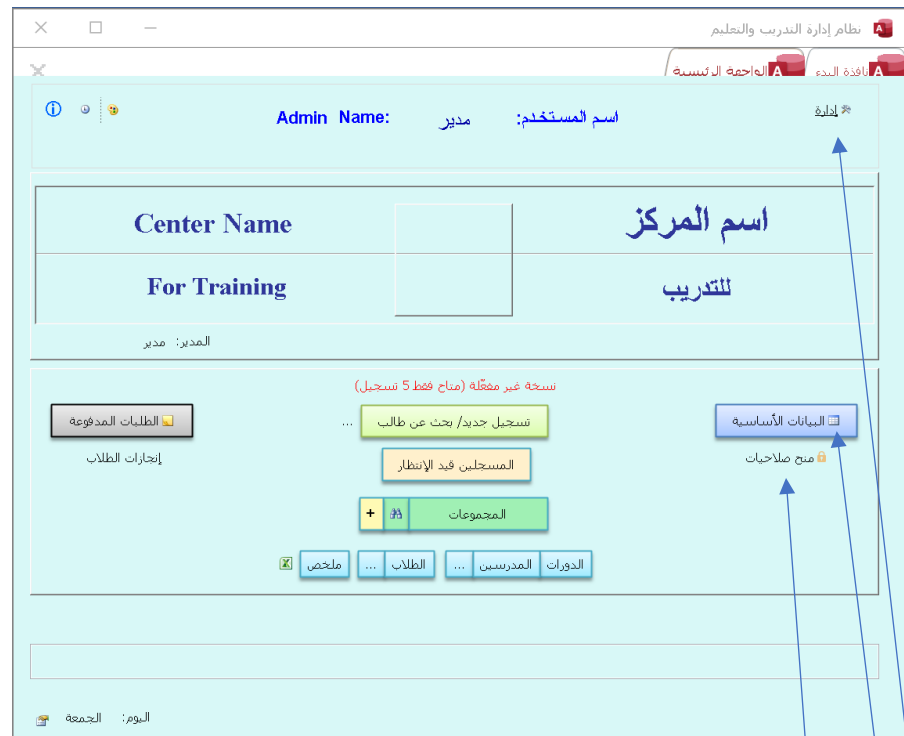 نظام إدارة التدريب والتعليم
نافذة البدء
الواجهة الرئيسية
إدارة
اسم المستخدم: مدير Admin Name:
اسم المركز
Center Name
للتدريب
For Training
المدير: مدير
نسخة غير مفعّلة (متاح فقط 5 تسجيل)
البيانات الأساسية
تسجيل جديد/ بحث عن طالب
...
الطلبات المدفوعة
منح صلاحيات
المسجلين قيد الإنتظار
إنجازات الطلاب
المجموعات
+
الدورات المدرسين ... الطلاب ... ملخص
اليوم: الجمعة